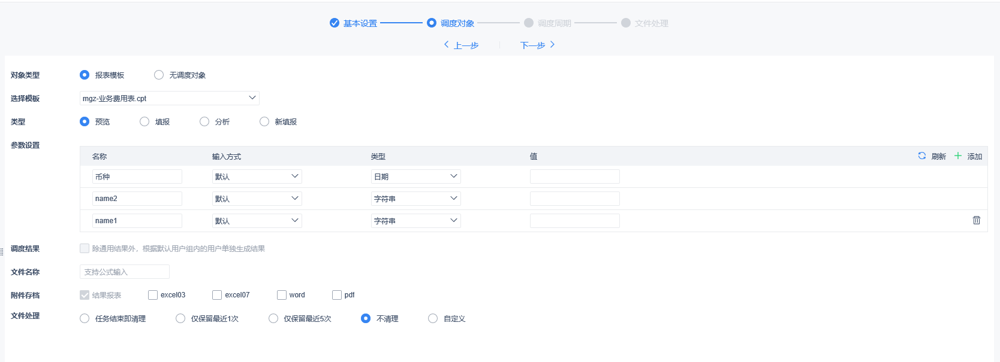 基本设置 调度对象 调度周期 文件处理
上一步 下一步
对象类型 报表模板 无调度对象
选择模板 mgz-业务费用表.cpt
类型 预览 填报 分析 新填报
参数设置
名称 输入方式 类型 值 刷新 添加
币种 默认 日期
name2 默认 字符串
name1 默认 字符串
调度结果 除通用结果外，根据默认用户组内的用户单独生成结果
文件名称 支持公式输入
附件存档 结果报表 excel03 excel07 word pdf
文件处理 任务结束即清理 仅保留最近1次 仅保留最近5次 不清理 自定义